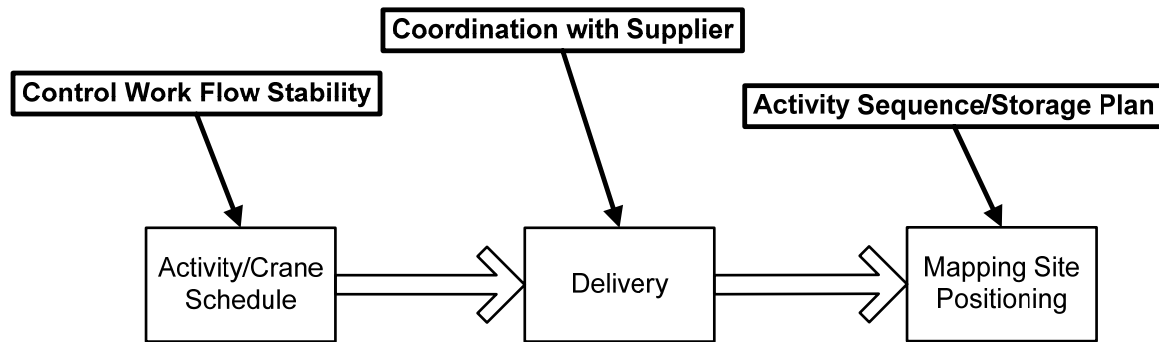 Coordination with Supplier
Control Work Flow Stability
Activity Sequence/Storage Plan
Activity/Crane
Schedule
Delivery
Mapping Site
Positioning